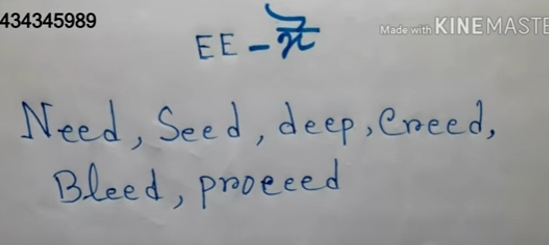 434345989
Made with KINEMASTE
EE - ऐ
Need, Seed, deep, Creed,
Bleed, proceed